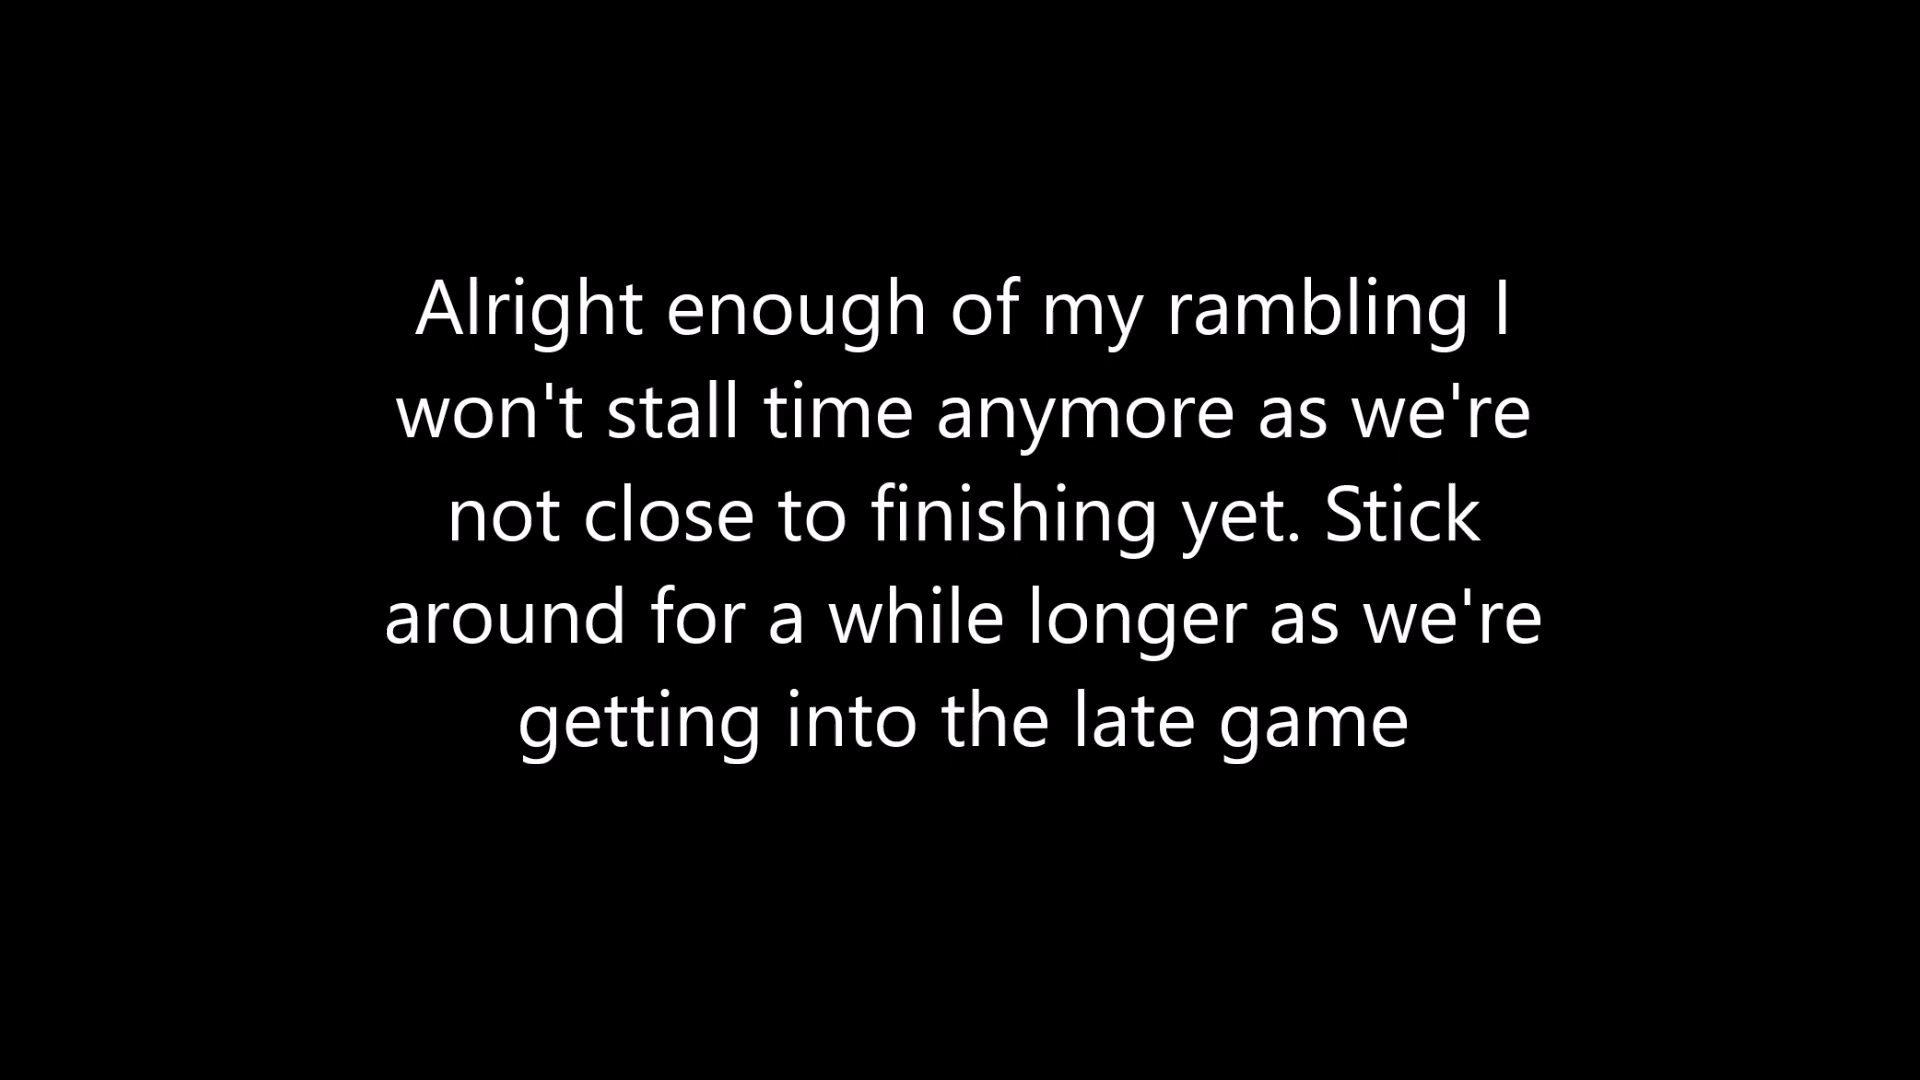 Alright enough of my rambling I
won't stall time anymore as we're
not close to finishing yet. Stick
around for a while longer as we're
getting into the late game